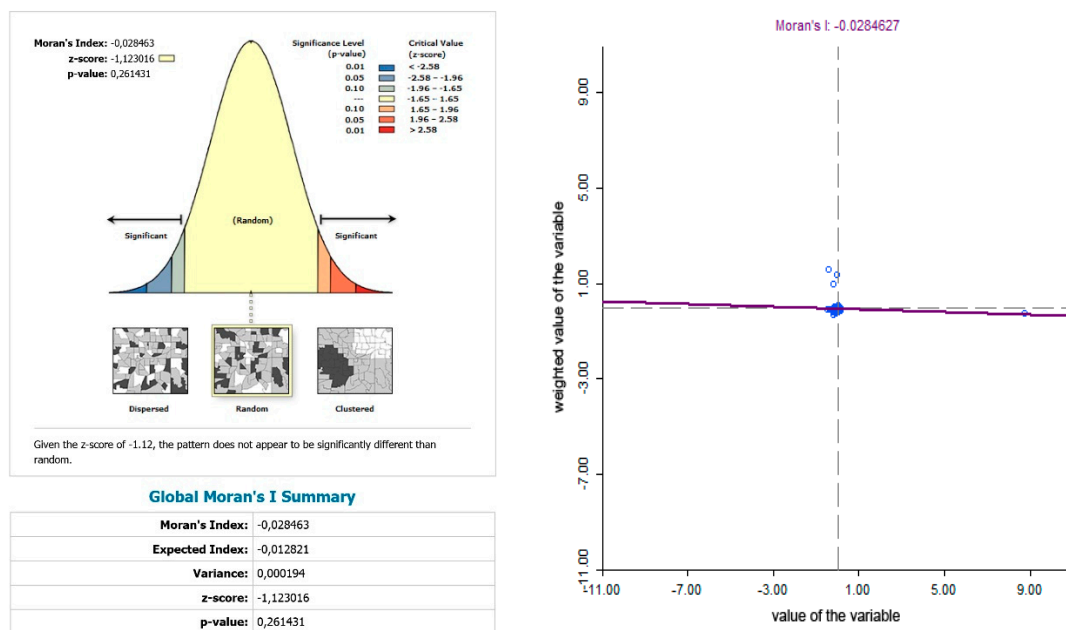 Moran's Index: -0,028463
z-score: -1,123016
p-value: 0,261431
Significance Level Critical Value
(p-value) (z-score)
0.01 < -2.58
0.05 -2.58 – -1.96
0.10 -1.96 – -1.65
--- -1.65 – 1.65
0.10 1.65 – 1.96
0.05 1.96 – 2.58
0.01 > 2.58
(Random)
Significant Significant
Dispersed Random Clustered
Given the z-score of -1.12, the pattern does not appear to be significantly different than
random.
Global Moran's I Summary
Moran's Index: -0,028463
Expected Index: -0,012821
Variance: 0,000194
z-score: -1,123016
p-value: 0,261431
Moran's I: -0.0284627
weighted value of the variable
9.00
5.00
1.00
-3.00
-7.00
-11.00
-11.00 -7.00 -3.00 1.00 5.00 9.00
value of the variable